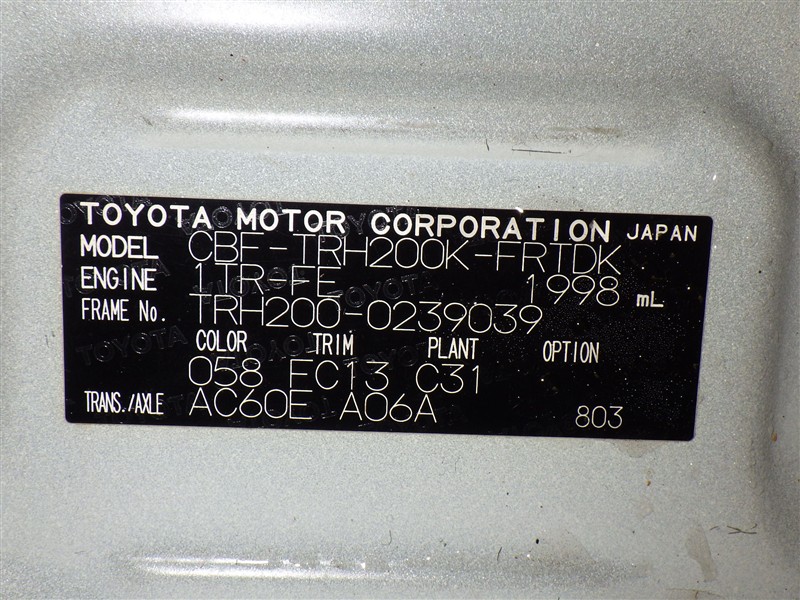 TOYOTA MOTOR CORPORATION JAPAN
MODEL CBF-TRH200K-FRTDK
ENGINE 1TR-FE 1998 mL
FRAME No. TRH200-0239039
COLOR TRIM PLANT OPTION
058 FC13 C31
TRANS./AXLE AC60E A06A 803